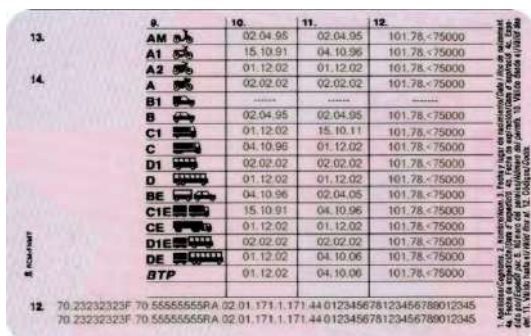 9. 10. 11. 12.
13.
AM 02.04.95 02.04.95 101.78.<75000
A1 15.10.91 04.10.96 101.78.<75000
A2 01.12.02 01.12.02 101.78.<75000
14.
A 02.02.02 02.02.02 101.78.<75000
B1 ------ ------ 101.78.<75000
B 02.04.95 02.04.95 101.78.<75000
C1 01.12.02 15.10.11 101.78.<75000
C 04.10.96 01.12.02 101.78.<75000
D1 02.02.02 02.02.02 101.78.<75000
D 01.12.02 01.12.02 101.78.<75000
BE 04.10.96 02.04.05 101.78.<75000
C1E 15.10.91 04.10.96 101.78.<75000
CE 01.12.02 01.12.02 101.78.<75000
D1E 02.02.02 02.02.02 101.78.<75000
DE 01.12.02 04.10.06 101.78.<75000
BTP 01.12.02 04.10.06 101.78.<75000
12. 70.23232323F.70.55555555RA.02.01.171.1.171.44.01234567812345678901 2345
70.23232323F.70.55555555RA.02.01.171.1.171.44.01234567812345678901 2345